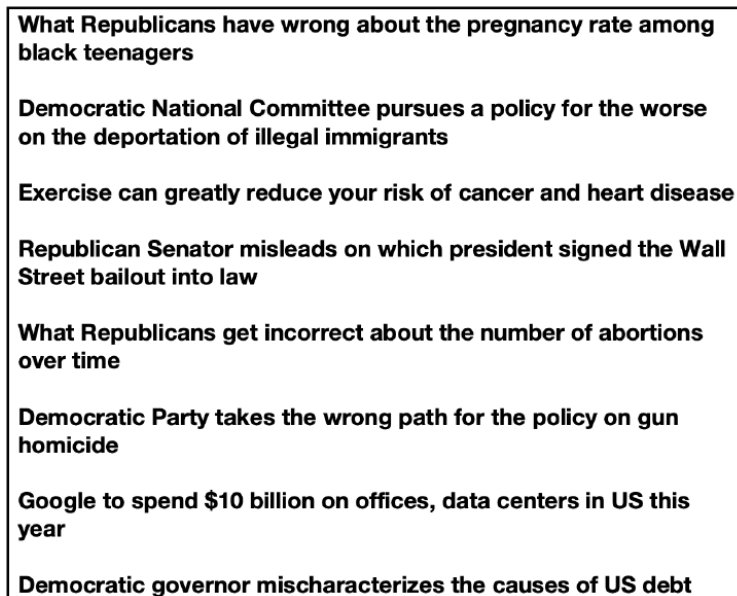 What Republicans have wrong about the pregnancy rate among
black teenagers
Democratic National Committee pursues a policy for the worse
on the deportation of illegal immigrants
Exercise can greatly reduce your risk of cancer and heart disease
Republican Senator misleads on which president signed the Wall
Street bailout into law
What Republicans get incorrect about the number of abortions
over time
Democratic Party takes the wrong path for the policy on gun
homicide
Google to spend $10 billion on offices, data centers in US this
year
Democratic governor mischaracterizes the causes of US debt